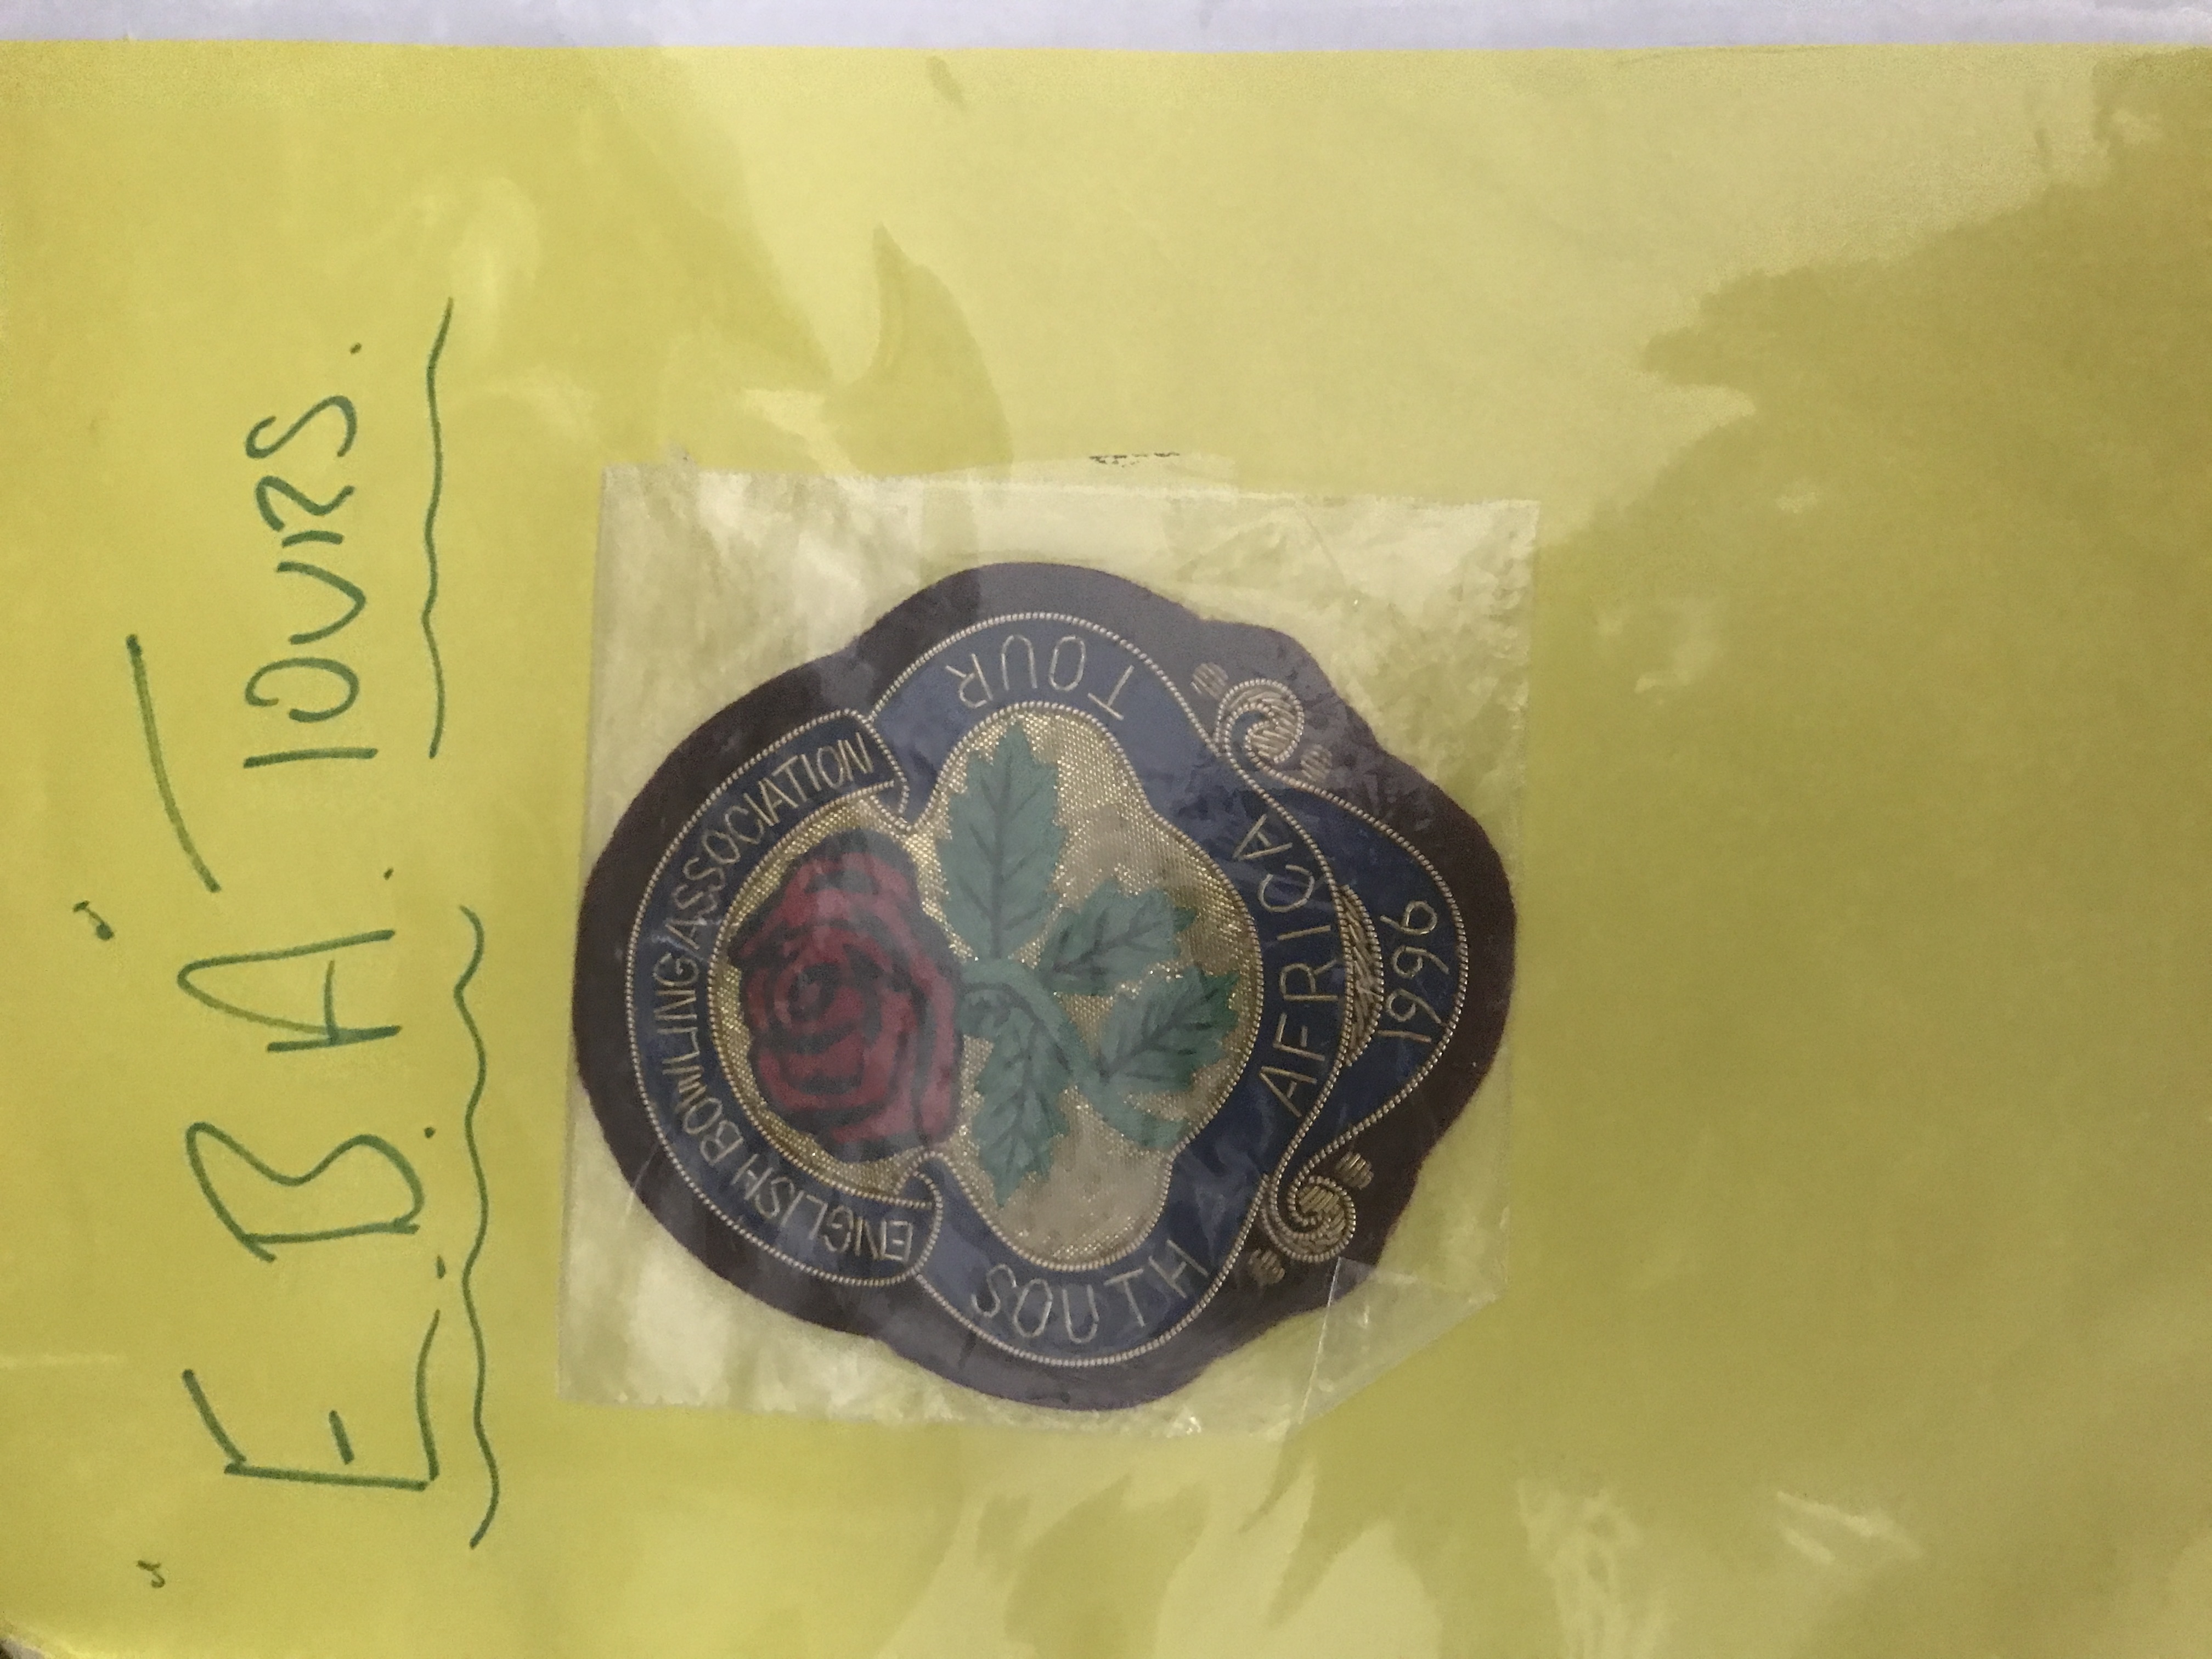 E.B.A. TOURS.
ENGLISH BOWLING ASSOCIATION
SOUTH AFRICA TOUR
1996